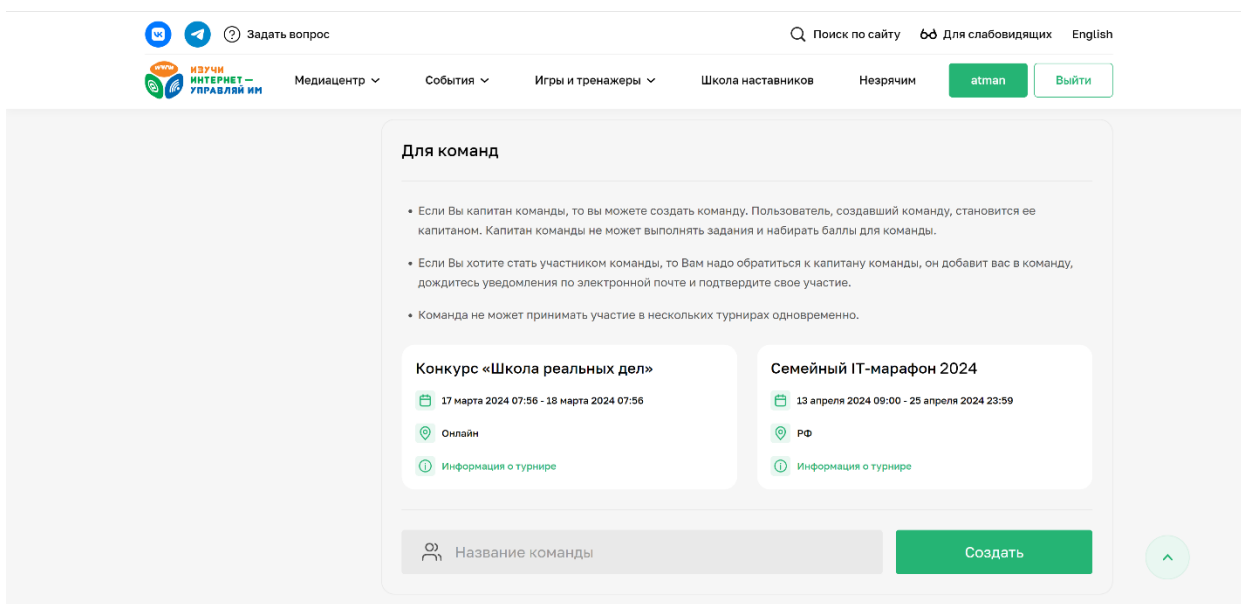 Задать вопрос
Поиск по сайту
Для слабовидящих
English
www
ИЗУЧИ
ИНТЕРНЕТ —
УПРАВЛЯЙ ИМ
Медиацентр
События
Игры и тренажеры
Школа наставников
Незрячим
atman
Выйти
Для команд
• Если Вы капитан команды, то вы можете создать команду. Пользователь, создавший команду, становится ее
капитаном. Капитан команды не может выполнять задания и набирать баллы для команды.
• Если Вы хотите стать участником команды, то Вам надо обратиться к капитану команды, он добавит вас в команду,
дождитесь уведомления по электронной почте и подтвердите свое участие.
• Команда не может принимать участие в нескольких турнирах одновременно.
Конкурс «Школа реальных дел»
17 марта 2024 07:56 - 18 марта 2024 07:56
Онлайн
Информация о турнире
Семейный IT-марафон 2024
13 апреля 2024 09:00 - 25 апреля 2024 23:59
РФ
Информация о турнире
Название команды
Создать